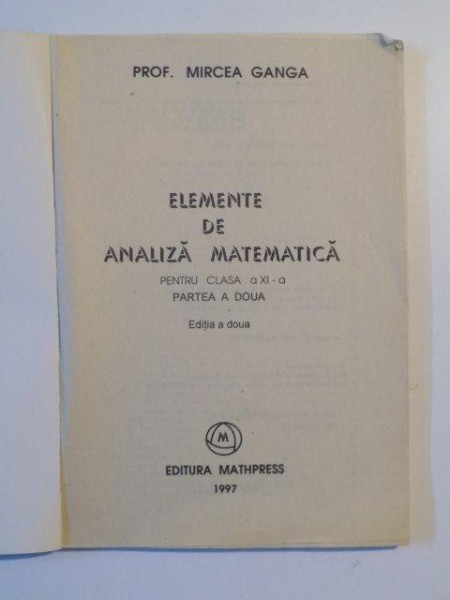 PROF. MIRCEA GANGA
ELEMENTE
DE
ANALIZĂ MATEMATICĂ
PENTRU CLASA a XI - a
PARTEA A DOUA
Ediția a doua
M
EDITURA MATHPRESS
1997